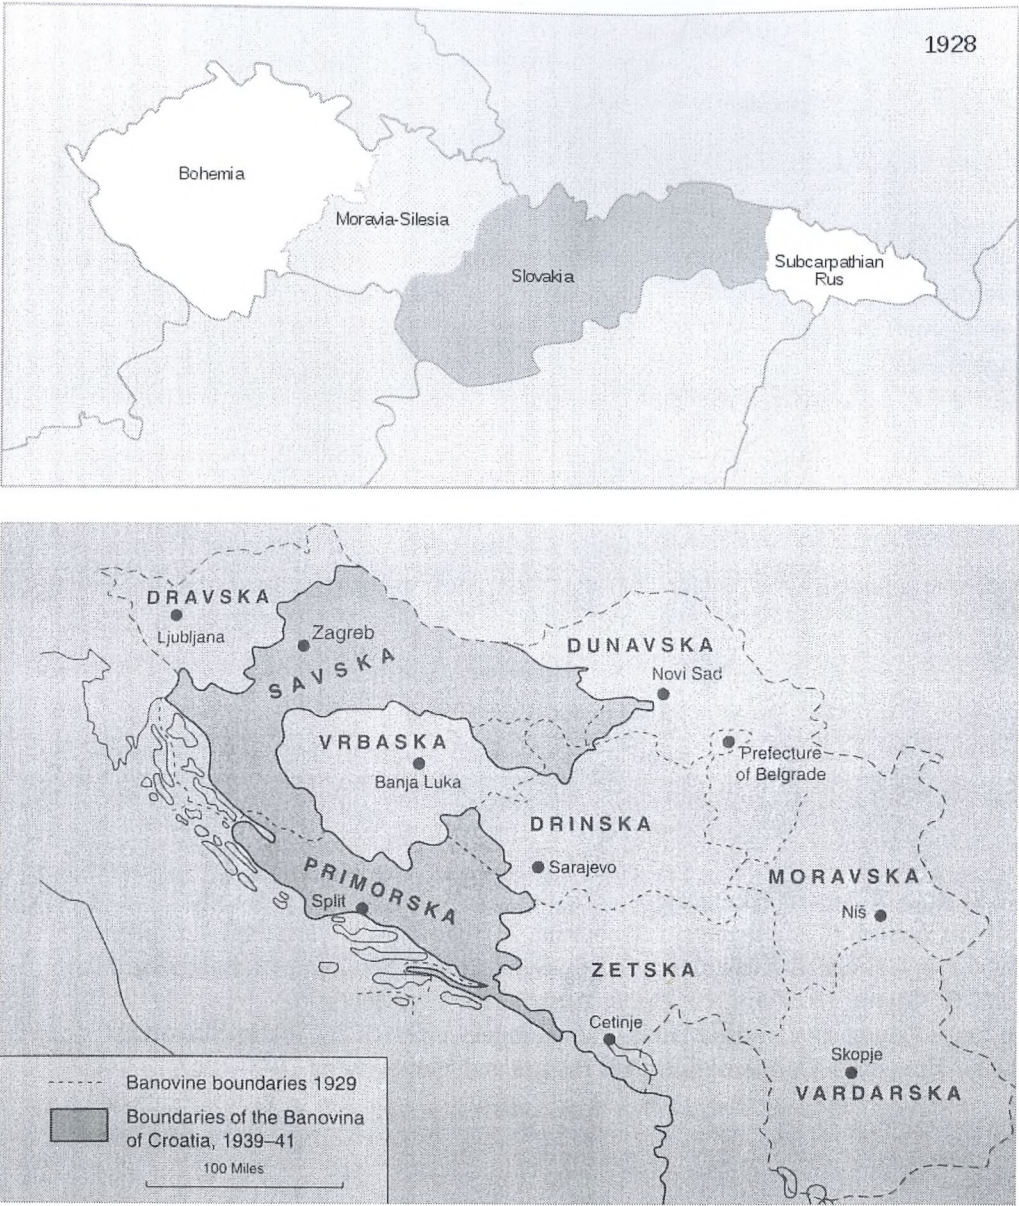 1928
Bohemia
Moravia-Silesia
Slovakia
Subcarpathian
Rus
DRAVSKA
Ljubljana
Zagreb
SAVSKA
DUNAVSKA
Novi Sad
VRBASKA
Banja Luka
Prefecture
of Belgrade
DRINSKA
Sarajevo
PRIMORSKA
Split
MORAVSKA
Niš
ZETSKA
Cetinje
Skopje
VARDARSKA
Banovine boundaries 1929
Boundaries of the Banovina
of Croatia, 1939–41
100 Miles